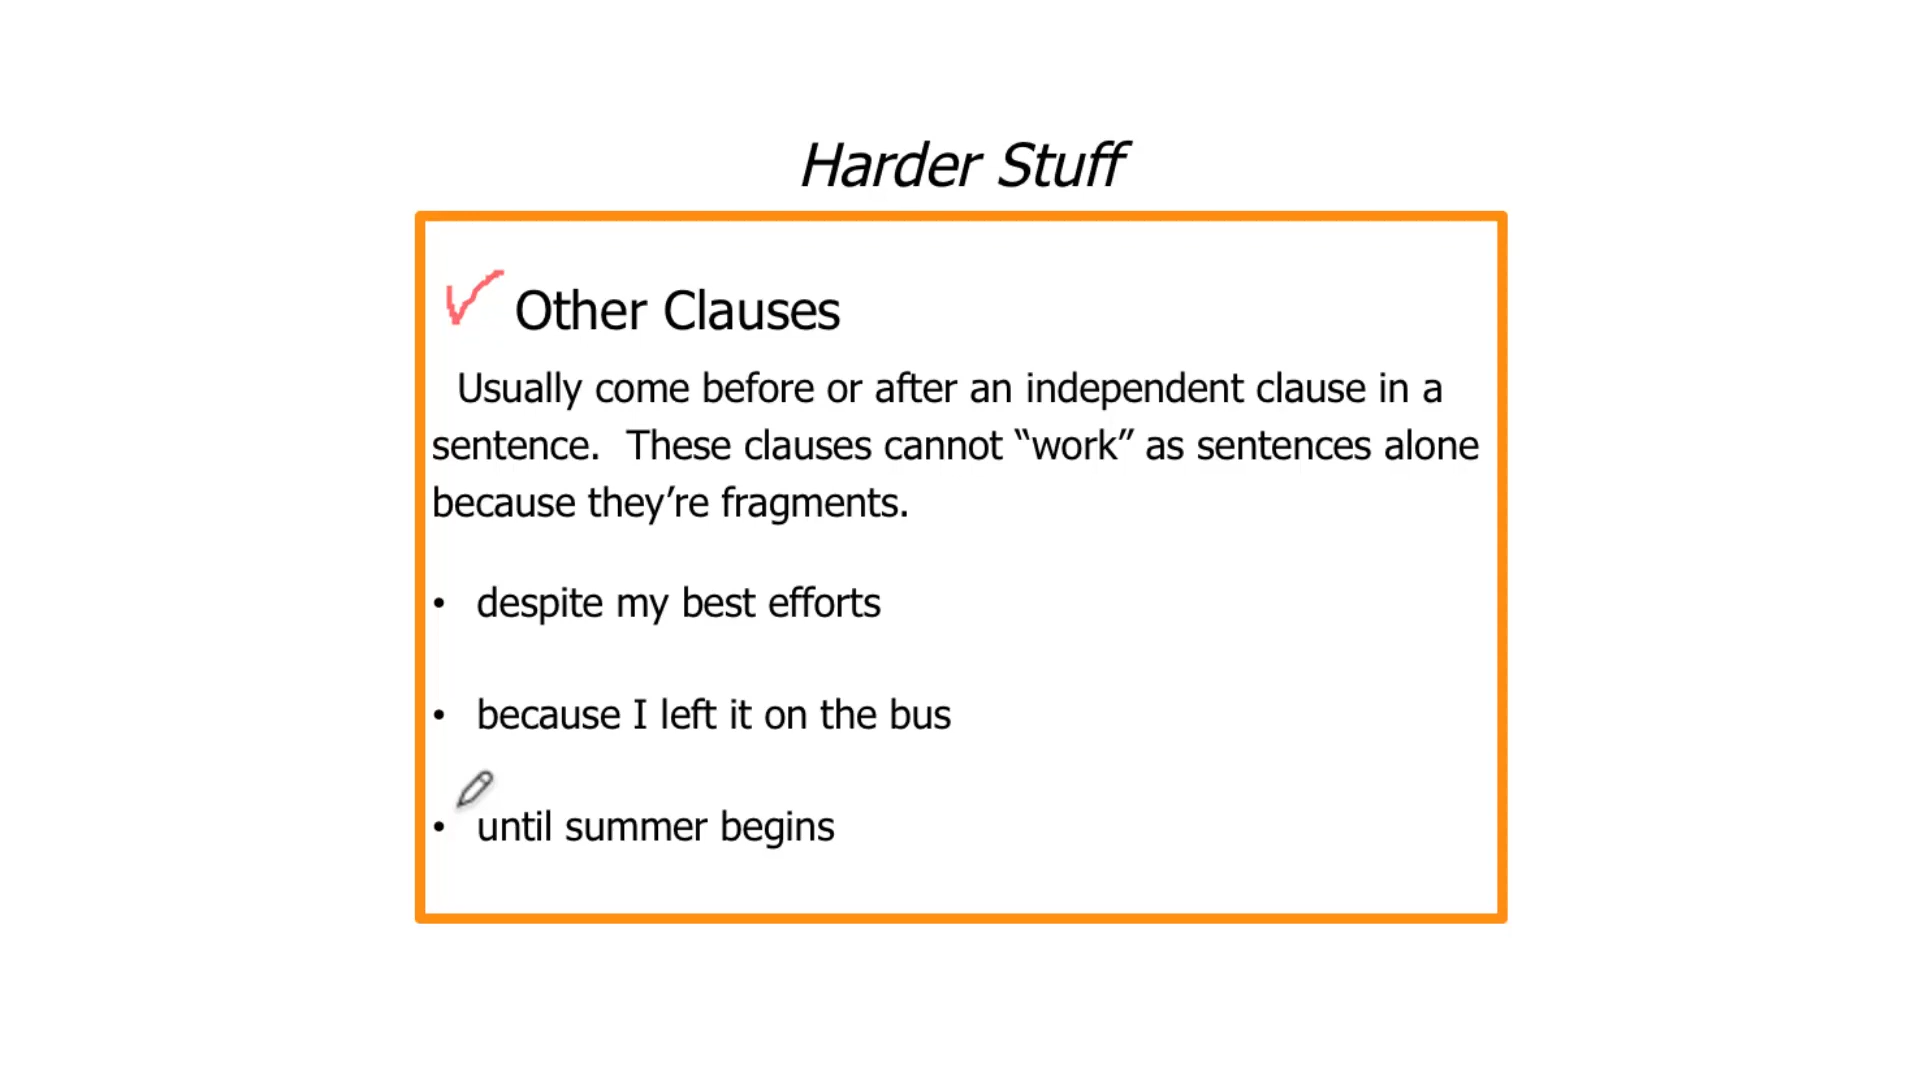 Harder Stuff
Other Clauses
Usually come before or after an independent clause in a
sentence.  These clauses cannot “work” as sentences alone
because they’re fragments.
• despite my best efforts
• because I left it on the bus
• until summer begins